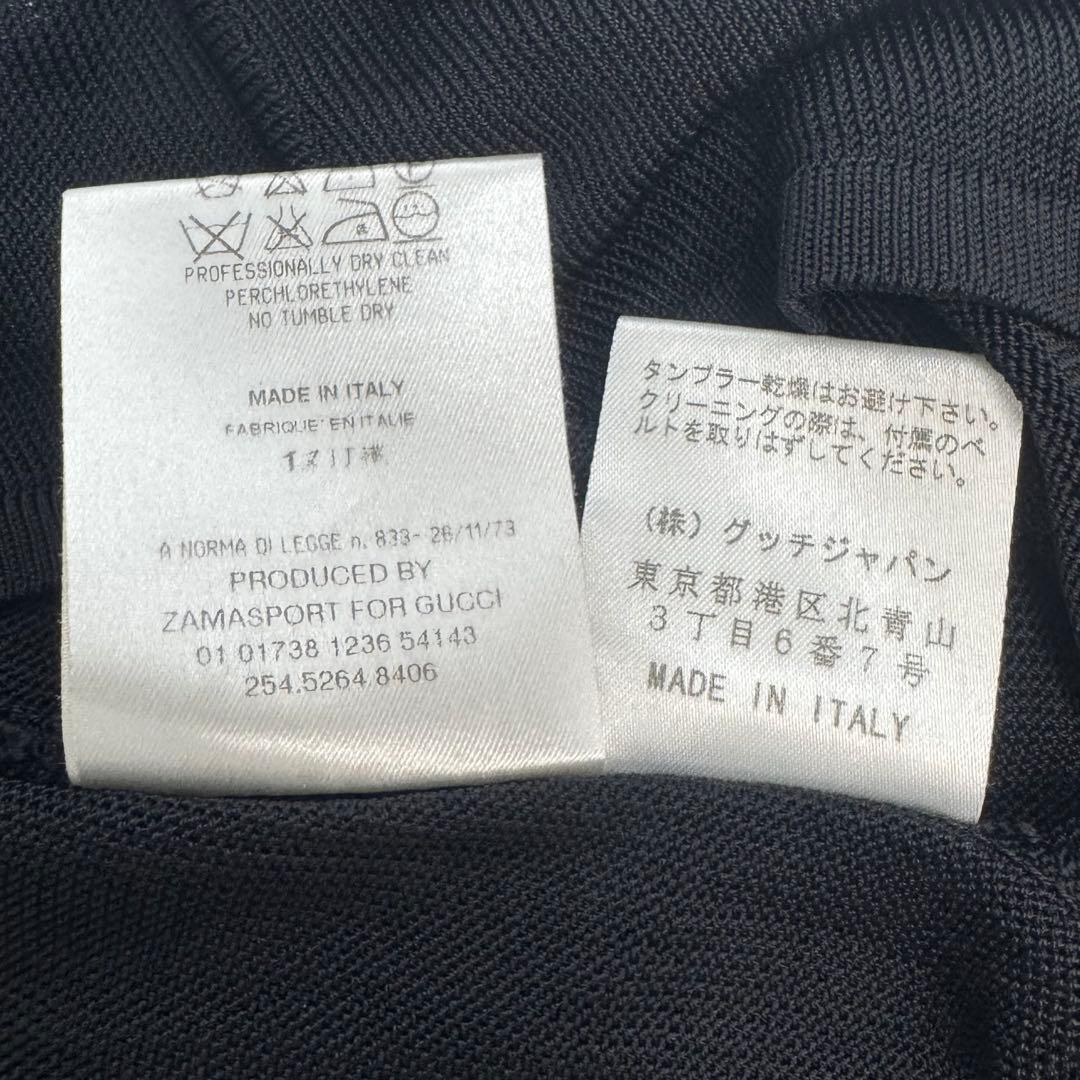 PROFESSIONALLY DRY CLEAN
PERCHLORETHYLENE
NO TUMBLE DRY
MADE IN ITALY
FABRIQUE' EN ITALIE
A NORMA DI LEGGE n. 833- 26/11/73
PRODUCED BY
ZAMASPORT FOR GUCCI
01 01738 1236 54143
254.5264.8406
タンブラー乾燥はお避け下さい。
クリーニングの際は、付属のベ
ルトを取りはずしてください。
(株) グッチジャパン
東京都港区北青山
3丁目6番7号
MADE IN ITALY